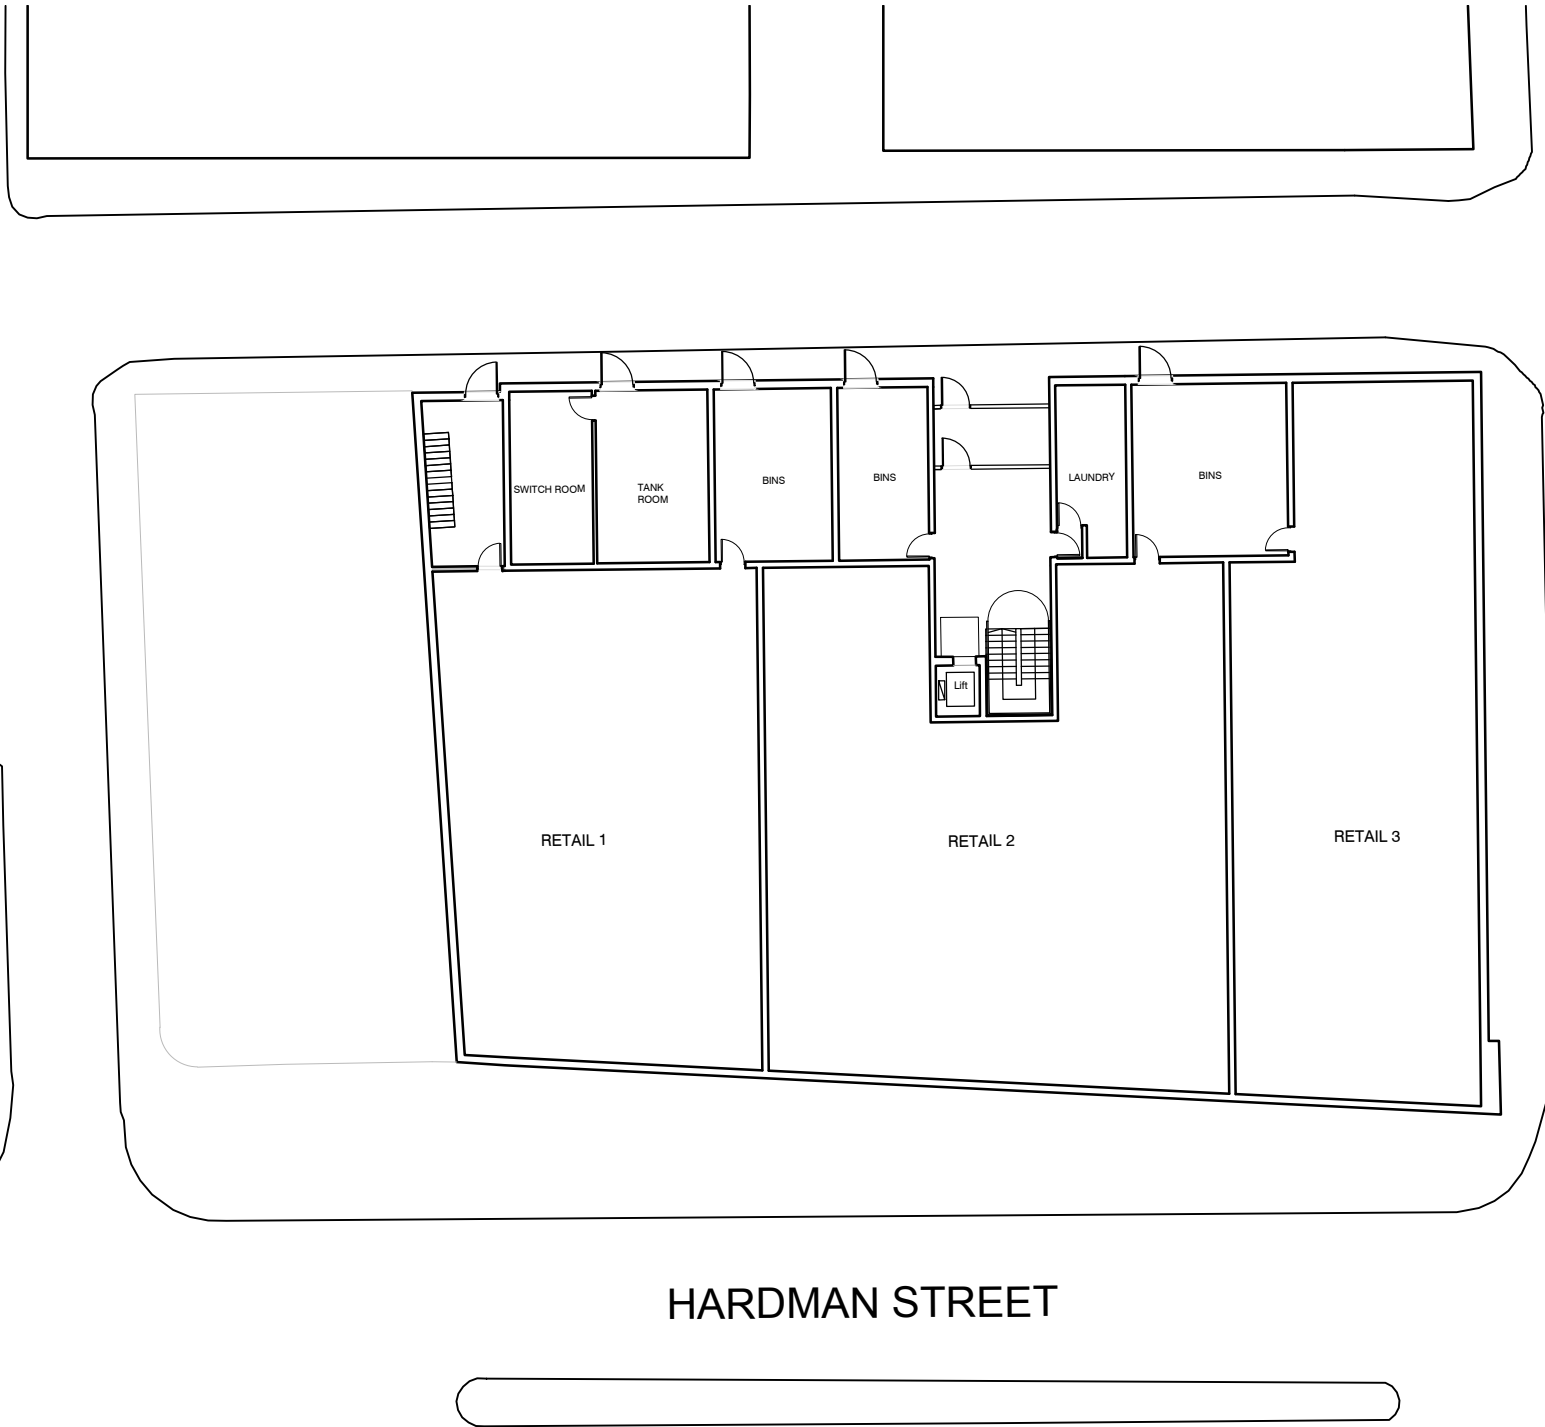 SWITCH ROOM
TANK
ROOM
BINS
BINS
LAUNDRY
BINS
Lift
RETAIL 1
RETAIL 2
RETAIL 3
HARDMAN STREET